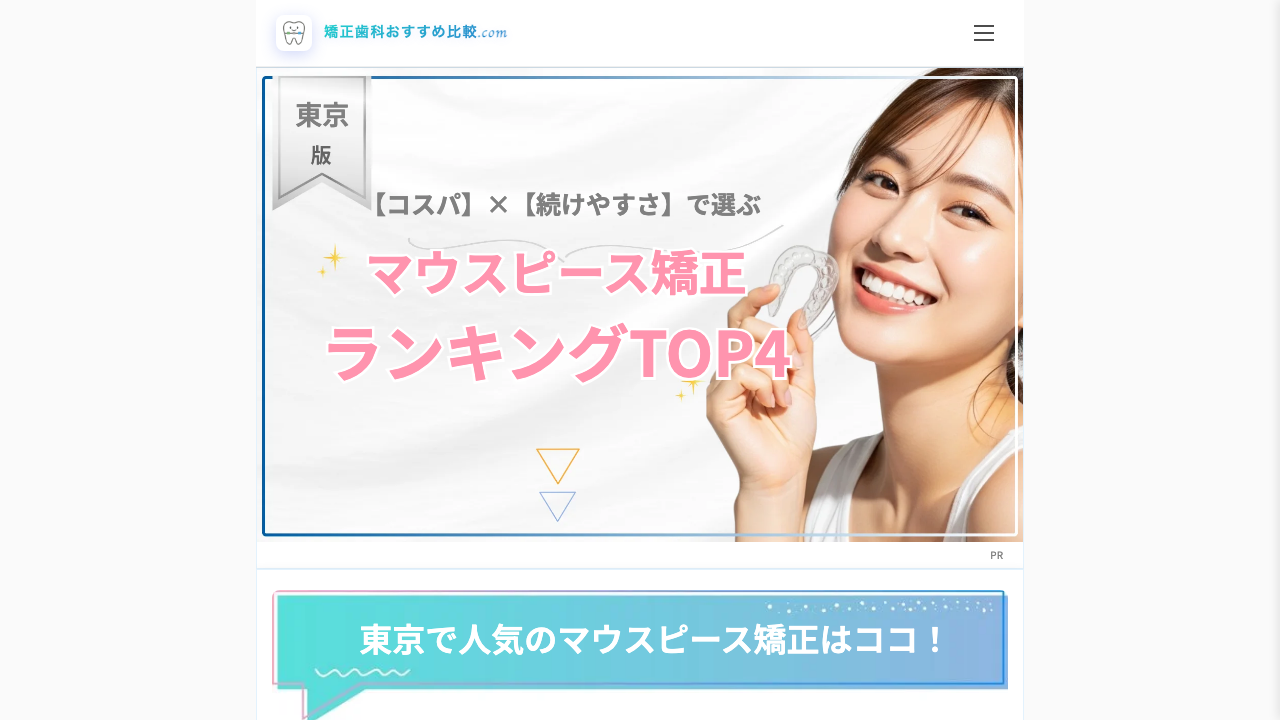 矯正歯科おすすめ比較.com
東京
版
【コスパ】×【続けやすさ】で選ぶ
マウスピース矯正
ランキングTOP4
PR
東京で人気のマウスピース矯正はココ！